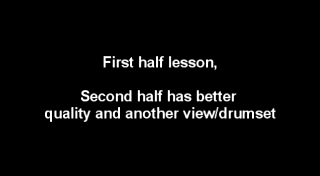 First half lesson,
Second half has better
quality and another view/drumset